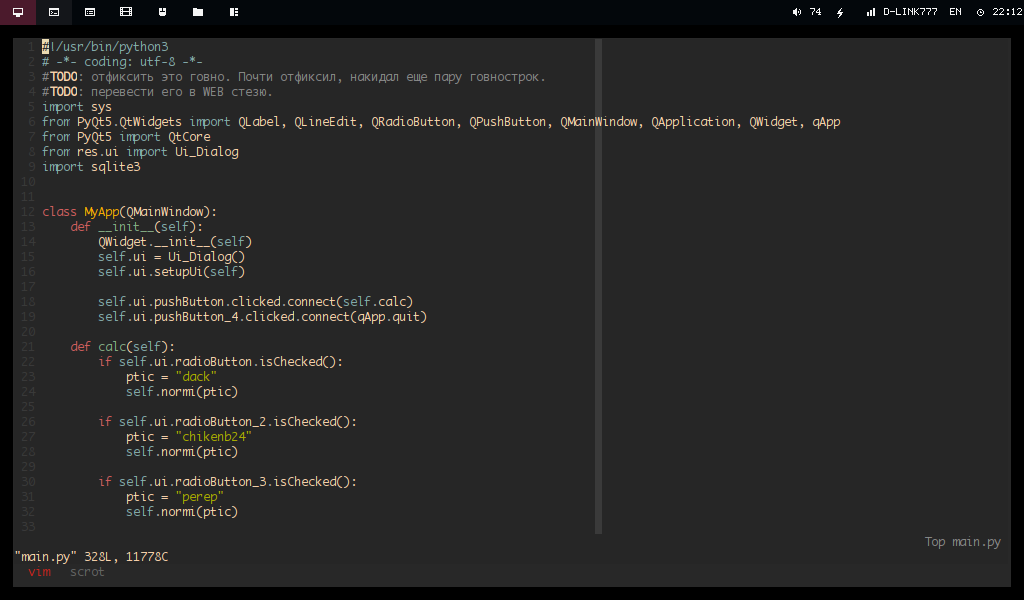 74 D-LINK777 EN 22:12
1 #!/usr/bin/python3
2 # -*- coding: utf-8 -*-
3 #TODO: отфиксить это говно. Почти отфиксил, накидал еще пару говнострок.
4 #TODO: перевести его в WEB стезю.
5 import sys
6 from PyQt5.QtWidgets import QLabel, QLineEdit, QRadioButton, QPushButton, QMainWindow, QApplication, QWidget, qApp
7 from PyQt5 import QtCore
8 from res.ui import Ui_Dialog
9 import sqlite3
10
11
12 class MyApp(QMainWindow):
13     def __init__(self):
14         QWidget.__init__(self)
15         self.ui = Ui_Dialog()
16         self.ui.setupUi(self)
17
18         self.ui.pushButton.clicked.connect(self.calc)
19         self.ui.pushButton_4.clicked.connect(qApp.quit)
20
21     def calc(self):
22         if self.ui.radioButton.isChecked():
23             ptic = "dack"
24             self.normi(ptic)
25
26         if self.ui.radioButton_2.isChecked():
27             ptic = "chikenb24"
28             self.normi(ptic)
29
30         if self.ui.radioButton_3.isChecked():
31             ptic = "perep"
32             self.normi(ptic)
33
Top main.py
"main.py" 328L, 11778C
vim scrot